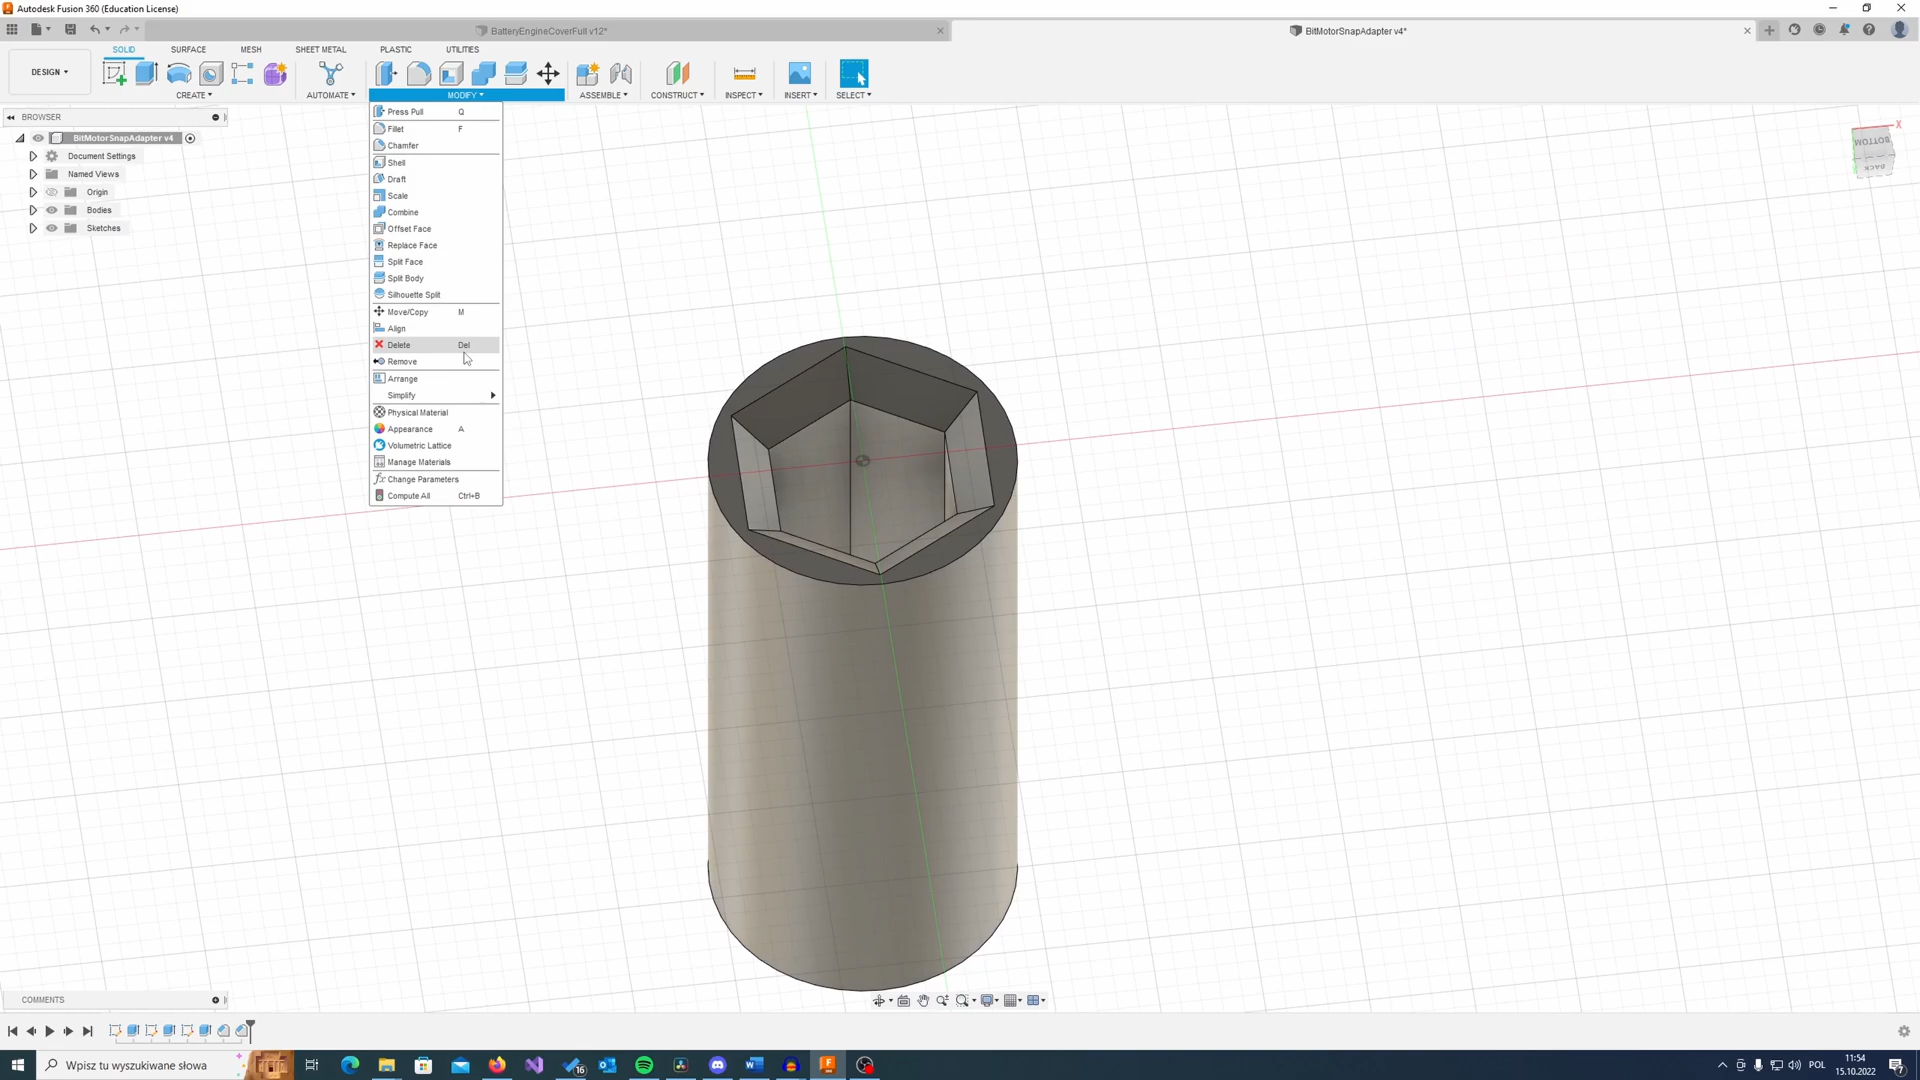 Autodesk Fusion 360 (Education License)
BatteryEngineCoverFull v12*
BitMotorSnapAdapter v4*
SOLID
SURFACE
MESH
SHEET METAL
PLASTIC
UTILITIES
DESIGN
CREATE
AUTOMATE
MODIFY
ASSEMBLE
CONSTRUCT
INSPECT
INSERT
SELECT
BROWSER
BitMotorSnapAdapter v4
Document Settings
Named Views
Origin
Bodies
Sketches
Press Pull Q
Fillet F
Chamfer
Shell
Draft
Scale
Combine
Offset Face
Replace Face
Split Face
Split Body
Silhouette Split
Move/Copy M
Align
Delete Del
Remove
Arrange
Simplify
Physical Material
Appearance A
Volumetric Lattice
Manage Materials
Change Parameters
Compute All Ctrl+B
X
BOTTOM
BACK
COMMENTS
Wpisz tu wyszukiwane słowa
16
POL
11:54
15.10.2022
7